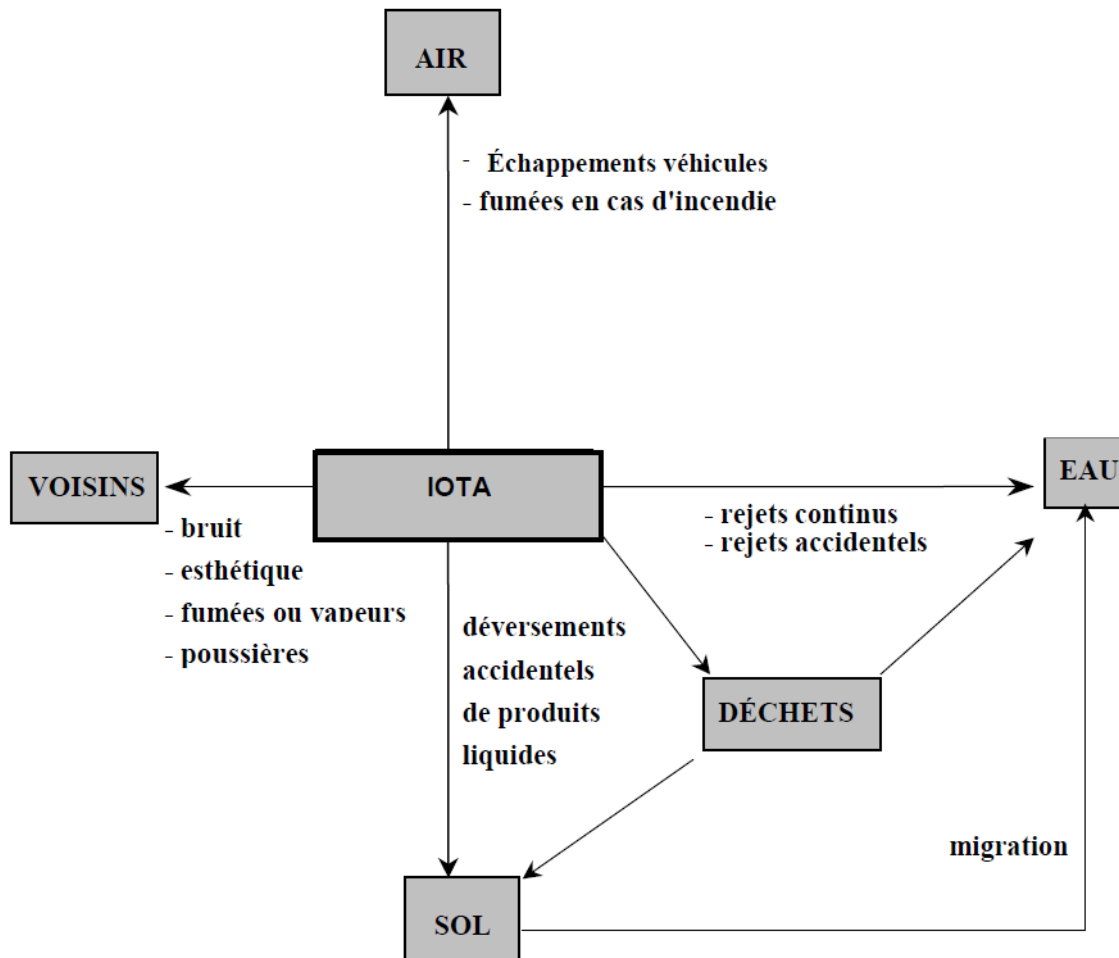 AIR
- Échappements véhicules
- fumées en cas d'incendie
VOISINS
IOTA
EAU
- bruit
- esthétique
- fumées ou vapeurs
- poussières
- rejets continus
- rejets accidentels
déversements
accidentels
de produits
liquides
DÉCHETS
migration
SOL